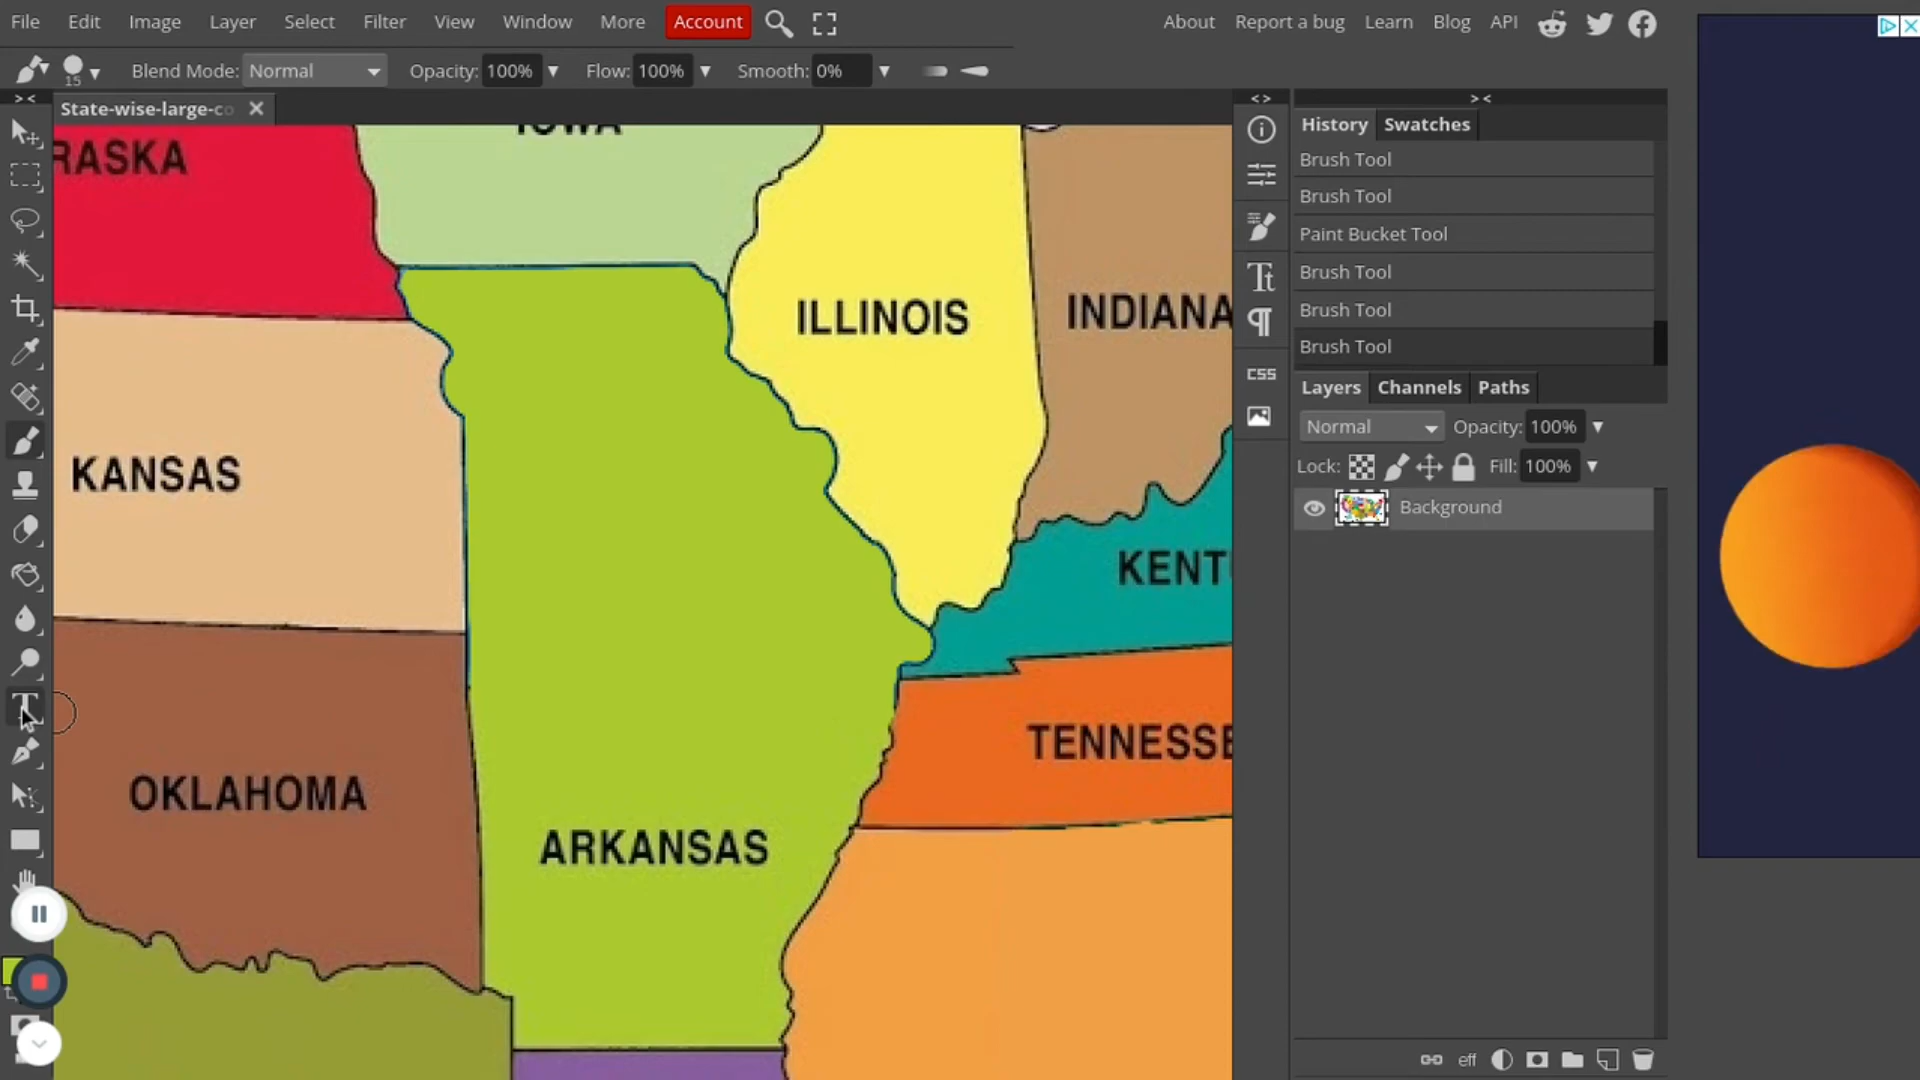 File Edit Image Layer Select Filter View Window More Account About Report a bug Learn Blog API
15 Blend Mode: Normal Opacity: 100% Flow: 100% Smooth: 0%
State-wise-large-co
IOWA
RASKA
ILLINOIS
INDIANA
KANSAS
KENT
TENNESSE
OKLAHOMA
ARKANSAS
CSS
History Swatches
Brush Tool
Brush Tool
Paint Bucket Tool
Brush Tool
Brush Tool
Brush Tool
Layers Channels Paths
Normal Opacity: 100%
Lock: Fill: 100%
Background
eff